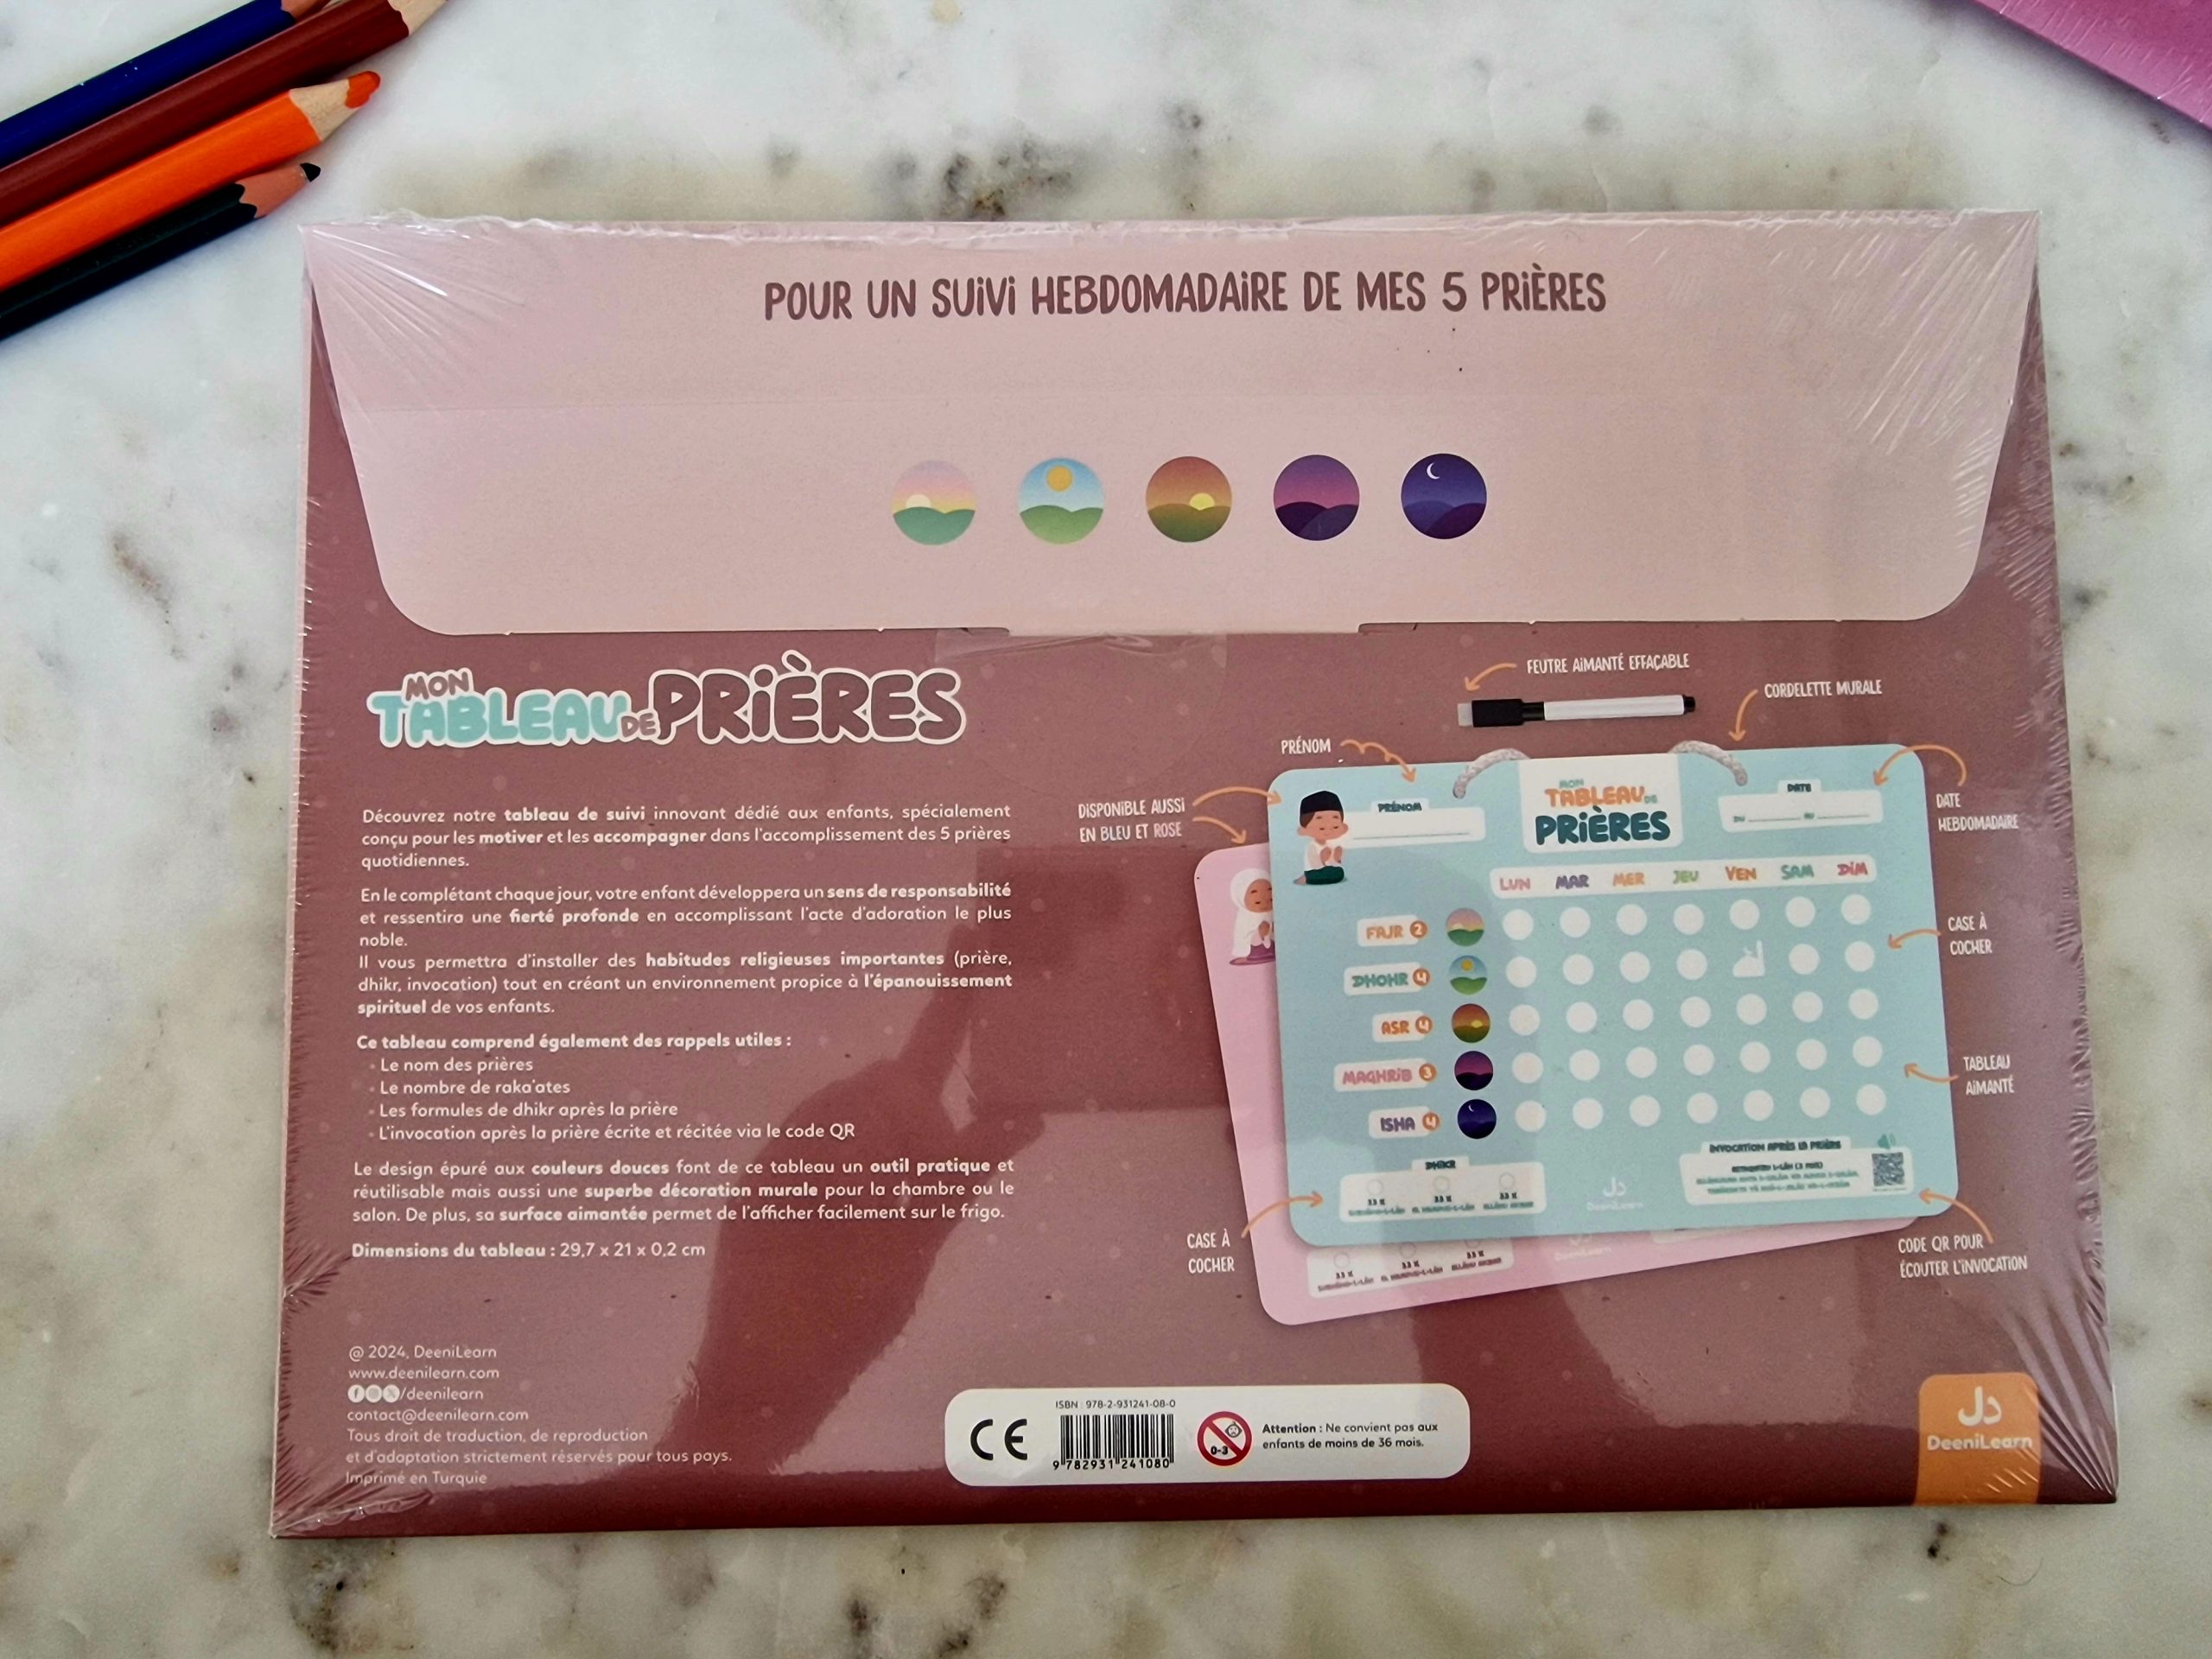 POUR UN SUiVi HEBDOMADAiRE DE MES 5 PRiÈRES
MON
TABLEAU DE PRiÈRES
Découvrez notre tableau de suivi innovant dédié aux enfants, spécialement
conçu pour les motiver et les accompagner dans l'accomplissement des 5 prières
quotidiennes.
En le complétant chaque jour, votre enfant développera un sens de responsabilité
et ressentira une fierté profonde en accomplissant l'acte d'adoration le plus
noble.
Il vous permettra d'installer des habitudes religieuses importantes (prière,
dhikr, invocation) tout en créant un environnement propice à l'épanouissement
spirituel de vos enfants.
Ce tableau comprend également des rappels utiles :
• Le nom des prières
• Le nombre de raka'ates
• Les formules de dhikr après la prière
• L'invocation après la prière écrite et récitée via le code QR
Le design épuré aux couleurs douces font de ce tableau un outil pratique et
réutilisable mais aussi une superbe décoration murale pour la chambre ou le
salon. De plus, sa surface aimantée permet de l'afficher facilement sur le frigo.
Dimensions du tableau : 29,7 x 21 x 0,2 cm
@ 2024, DeeniLearn
www.deenilearn.com
/deenilearn
contact@deenilearn.com
Tous droit de traduction, de reproduction
et d'adaptation strictement réservés pour tous pays.
Imprimé en Turquie
FEUTRE AiMANTÉ EFFAÇABLE
CORDELETTE MURALE
PRÉNOM
DiSPONiBLE AUSSi
EN BLEU ET ROSE
DATE
HEBDOMADAiRE
CASE À
COCHER
TABLEAU
AiMANTÉ
CASE À
COCHER
CODE QR POUR
ÉCOUTER L'iNVOCATiON
PRÉNOM
MON
TABLEAU DE
PRiÈRES
DATE
DU AU
LUN MAR MER JEU VEN SAM DiM
FAJR 2
DHOHR 4
ASR 4
MAGHRiB 3
iSHA 4
DHiKR
33 X 33 X 33 X
iNVOCATiON APRÈS LA PRiÈRE
دل
DeeniLearn
33 X 33 X 33 X
DeeniLearn
CE
ISBN : 978-2-931241-08-0
9 782931 241080
0-3
Attention : Ne convient pas aux
enfants de moins de 36 mois.
دل
DeeniLearn